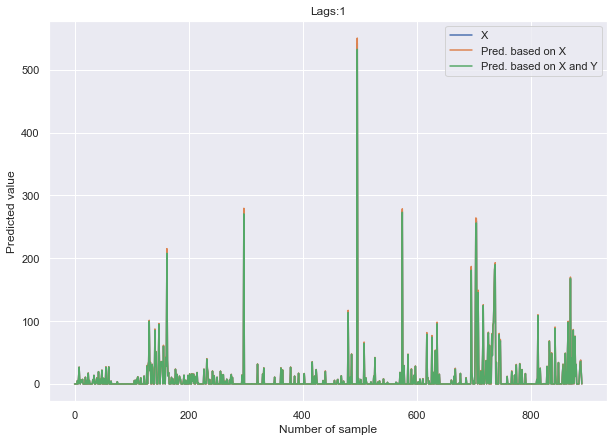 Lags:1
X
Pred. based on X
Pred. based on X and Y
500
400
300
200
100
0
Predicted value
0 200 400 600 800
Number of sample